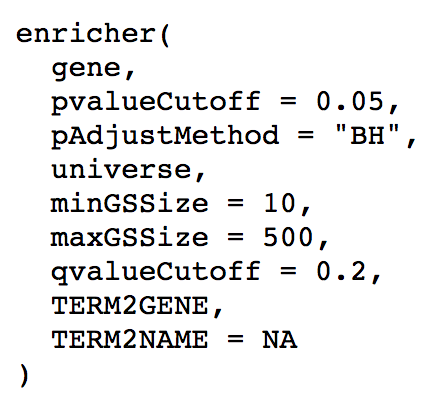 enricher(
  gene,
  pvalueCutoff = 0.05,
  pAdjustMethod = "BH",
  universe,
  minGSSize = 10,
  maxGSSize = 500,
  qvalueCutoff = 0.2,
  TERM2GENE,
  TERM2NAME = NA
)